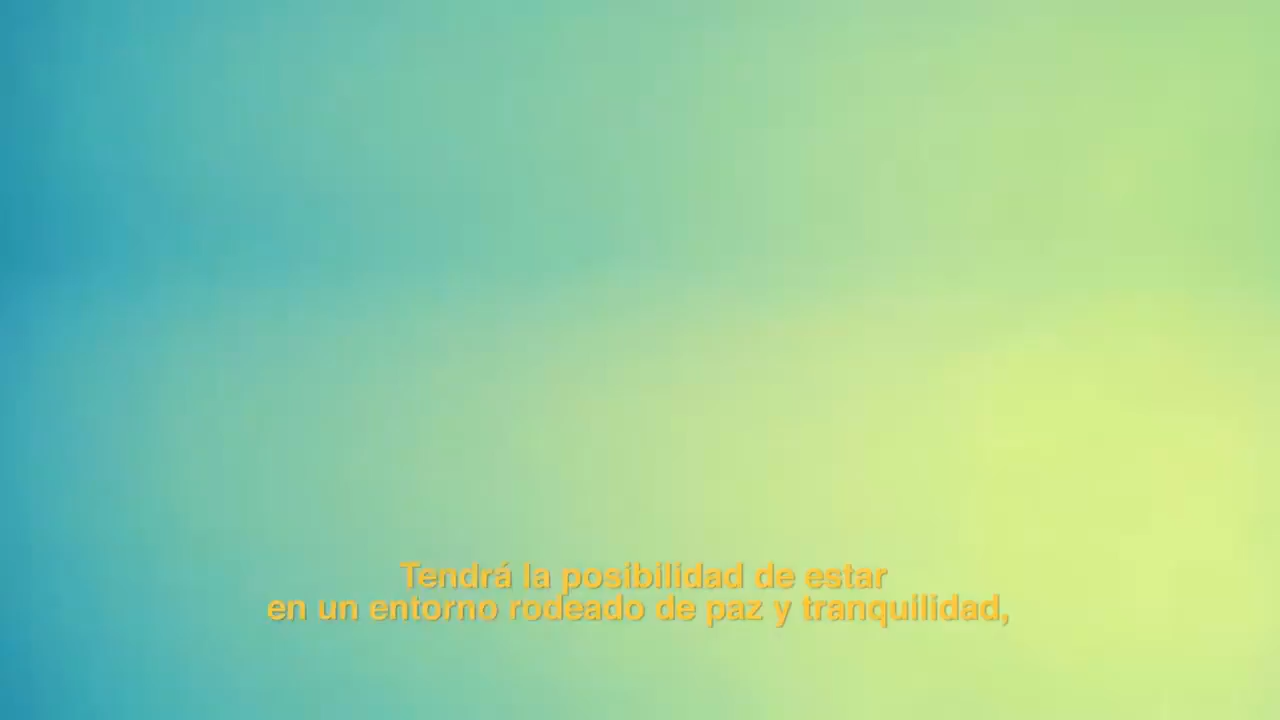 Tendrá la posibilidad de estar
en un entorno rodeado de paz y tranquilidad,